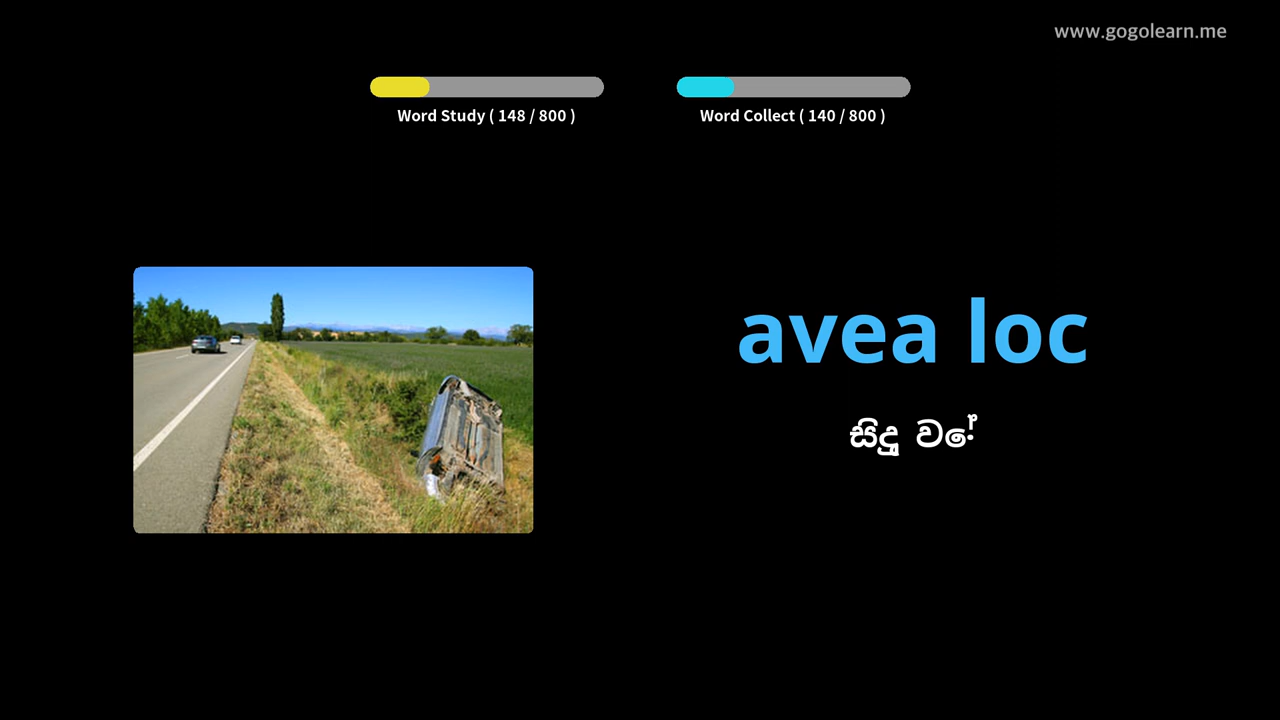 www.gogolearn.me
Word Study ( 148 / 800 )
Word Collect ( 140 / 800 )
avea loc
සිදු වේ